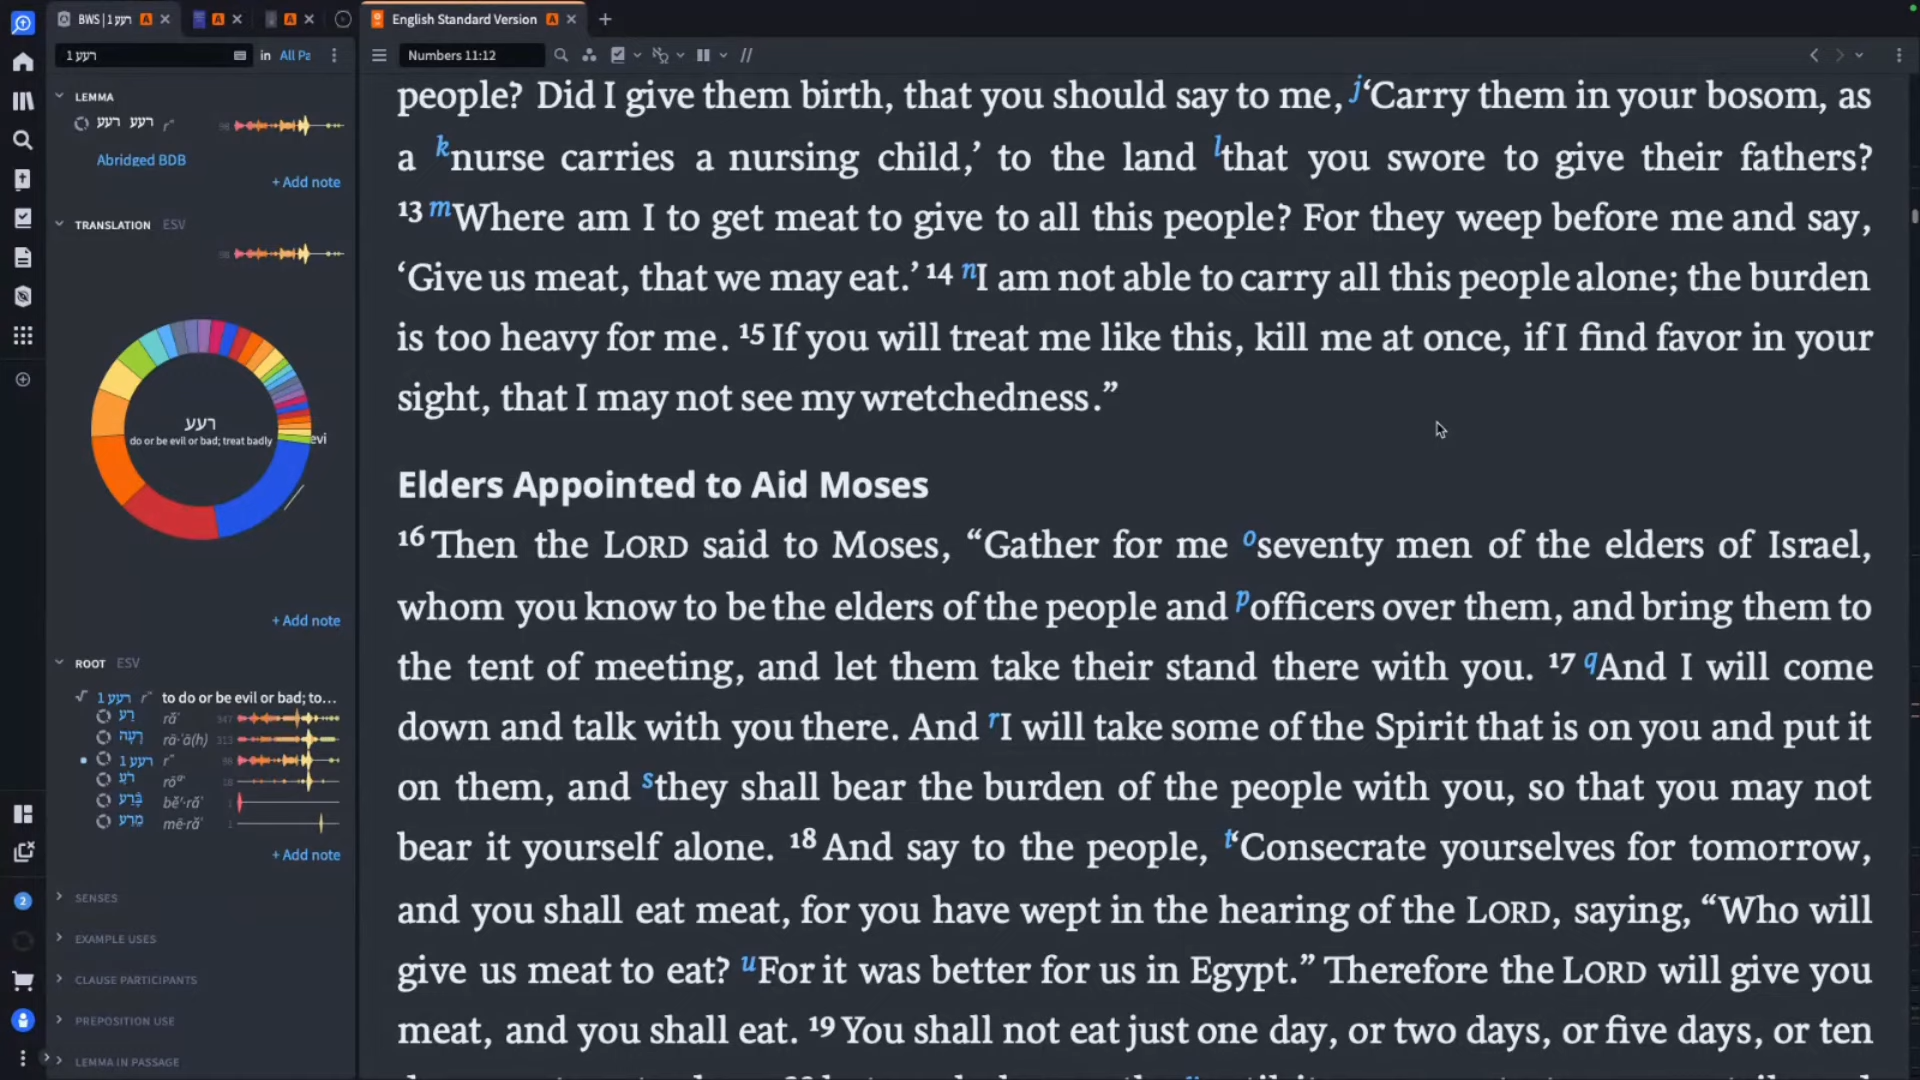 BWS | רעע 1
A
A
A
English Standard Version
A
רעע 1
in
All Pa
Numbers 11:12
LEMMA
רעע רעע
Abridged BDB
+ Add note
TRANSLATION ESV
רעע
do or be evil or bad; treat badly
evi
+ Add note
ROOT ESV
רעע 1 to do or be evil or bad; to…
רַע 347
רָעָה rā·ʿā(h) 313
רעע 1
רֹעַ
1
1
+ Add note
SENSES
EXAMPLE USES
CLAUSE PARTICIPANTS
PREPOSITION USE
LEMMA IN PASSAGE
2
people? Did I give them birth, that you should say to me, j‘Carry them in your bosom, as
a knurse carries a nursing child,’ to the land lthat you swore to give their fathers?
13 mWhere am I to get meat to give to all this people? For they weep before me and say,
‘Give us meat, that we may eat.’ 14 nI am not able to carry all this people alone; the burden
is too heavy for me. 15 If you will treat me like this, kill me at once, if I find favor in your
sight, that I may not see my wretchedness.”
Elders Appointed to Aid Moses
16 Then the LORD said to Moses, “Gather for me oseventy men of the elders of Israel,
whom you know to be the elders of the people and pofficers over them, and bring them to
the tent of meeting, and let them take their stand there with you. 17 qAnd I will come
down and talk with you there. And rI will take some of the Spirit that is on you and put it
on them, and sthey shall bear the burden of the people with you, so that you may not
bear it yourself alone. 18 And say to the people, t‘Consecrate yourselves for tomorrow,
and you shall eat meat, for you have wept in the hearing of the LORD, saying, “Who will
give us meat to eat? uFor it was better for us in Egypt.” Therefore the LORD will give you
meat, and you shall eat. 19 You shall not eat just one day, or two days, or five days, or ten